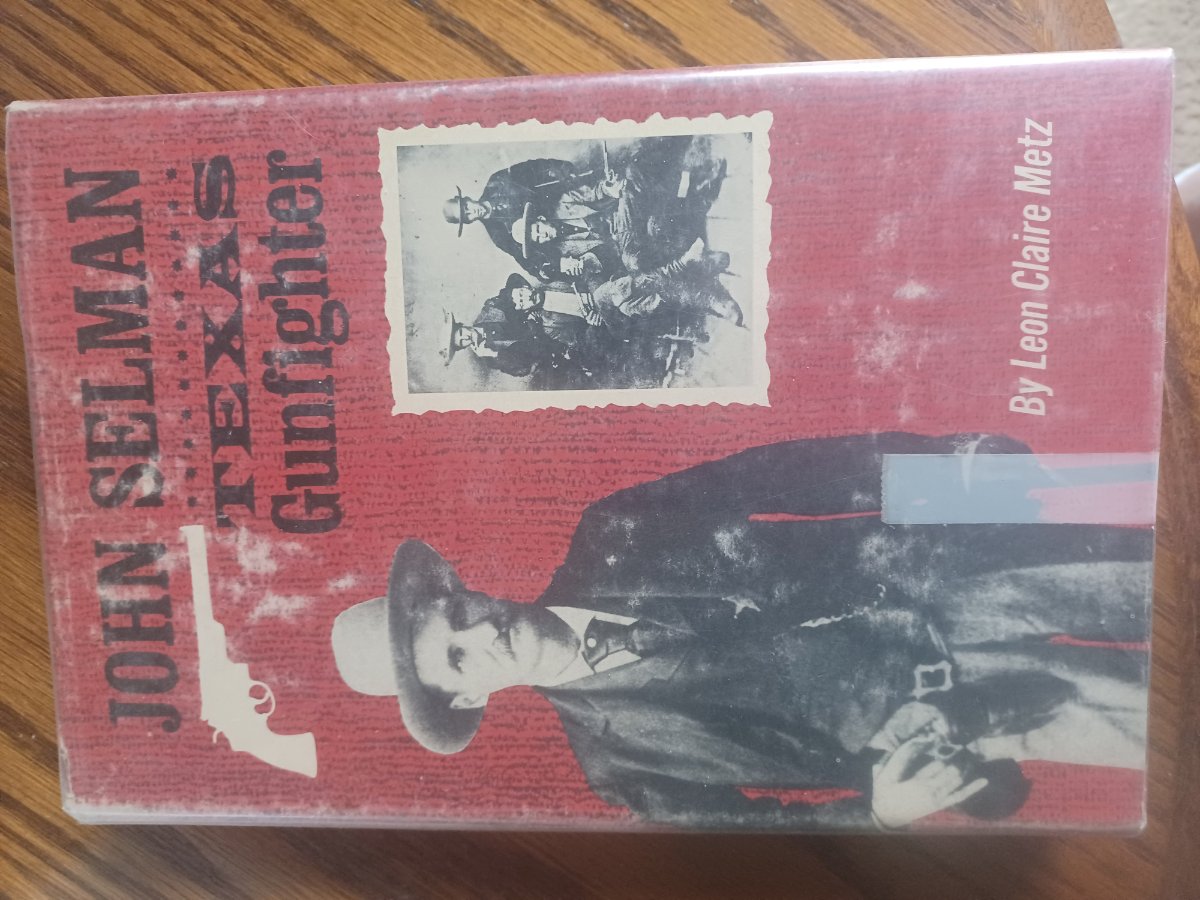 JOHN SELMAN
TEXAS
Gunfighter
By Leon Claire Metz